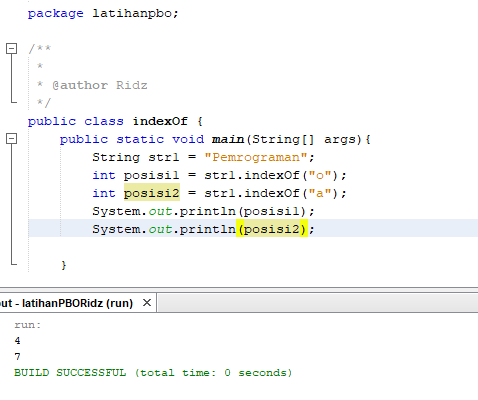 package latihanpbo;
/**
*
* @author Ridz
*/
public class indexOf {
public static void main(String[] args){
String str1 = "Pemrograman";
int posisi1 = str1.indexOf("o");
int posisi2 = str1.indexOf("a");
System.out.println(posisi1);
System.out.println(posisi2);
}
ut - latihanPBORidz (run) ×
run:
4
7
BUILD SUCCESSFUL (total time: 0 seconds)